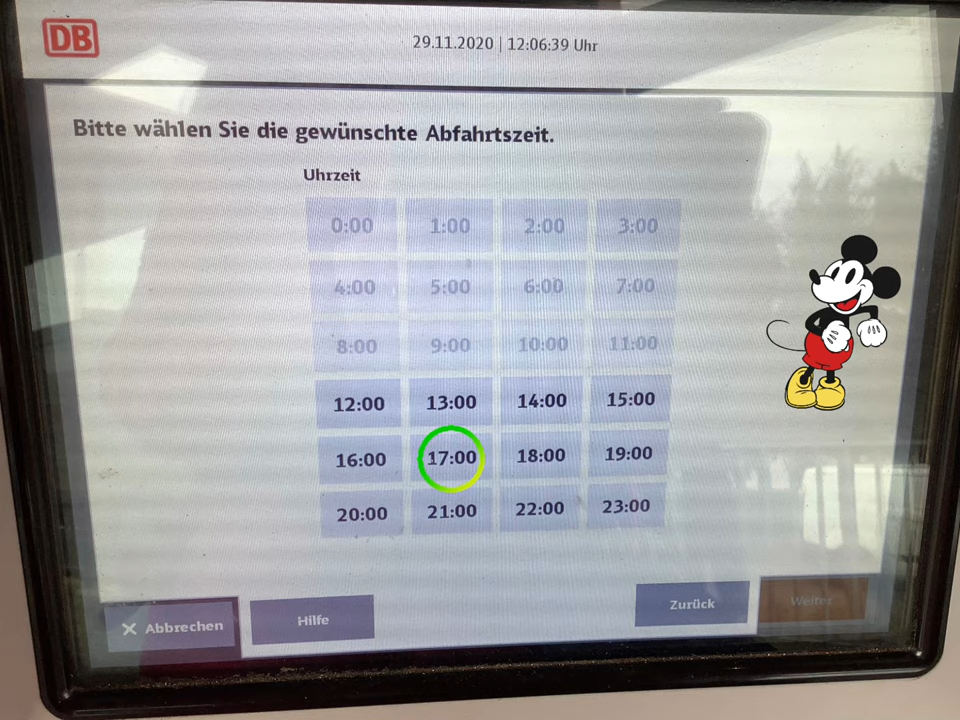 DB
29.11.2020 | 12:06:39 Uhr
Bitte wählen Sie die gewünschte Abfahrtszeit.
Uhrzeit
0:00 1:00 2:00 3:00
4:00 5:00 6:00 7:00
8:00 9:00 10:00 11:00
12:00 13:00 14:00 15:00
16:00 17:00 18:00 19:00
20:00 21:00 22:00 23:00
X Abbrechen Hilfe Zurück Weiter